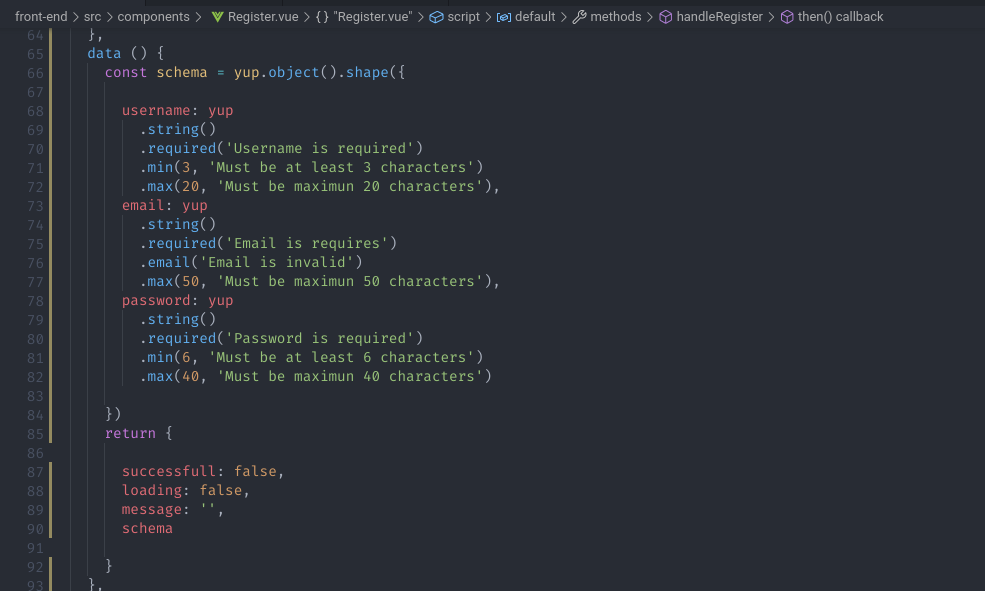 front-end > src > components > Register.vue > {} "Register.vue" > script > default > methods > handleRegister > then() callback
64 },
65 data () {
66 const schema = yup.object().shape({
67
68 username: yup
69 .string()
70 .required('Username is required')
71 .min(3, 'Must be at least 3 characters')
72 .max(20, 'Must be maximun 20 characters'),
73 email: yup
74 .string()
75 .required('Email is requires')
76 .email('Email is invalid')
77 .max(50, 'Must be maximun 50 characters'),
78 password: yup
79 .string()
80 .required('Password is required')
81 .min(6, 'Must be at least 6 characters')
82 .max(40, 'Must be maximun 40 characters')
83
84 })
85 return {
86
87 successfull: false,
88 loading: false,
89 message: '',
90 schema
91
92 }
93 },